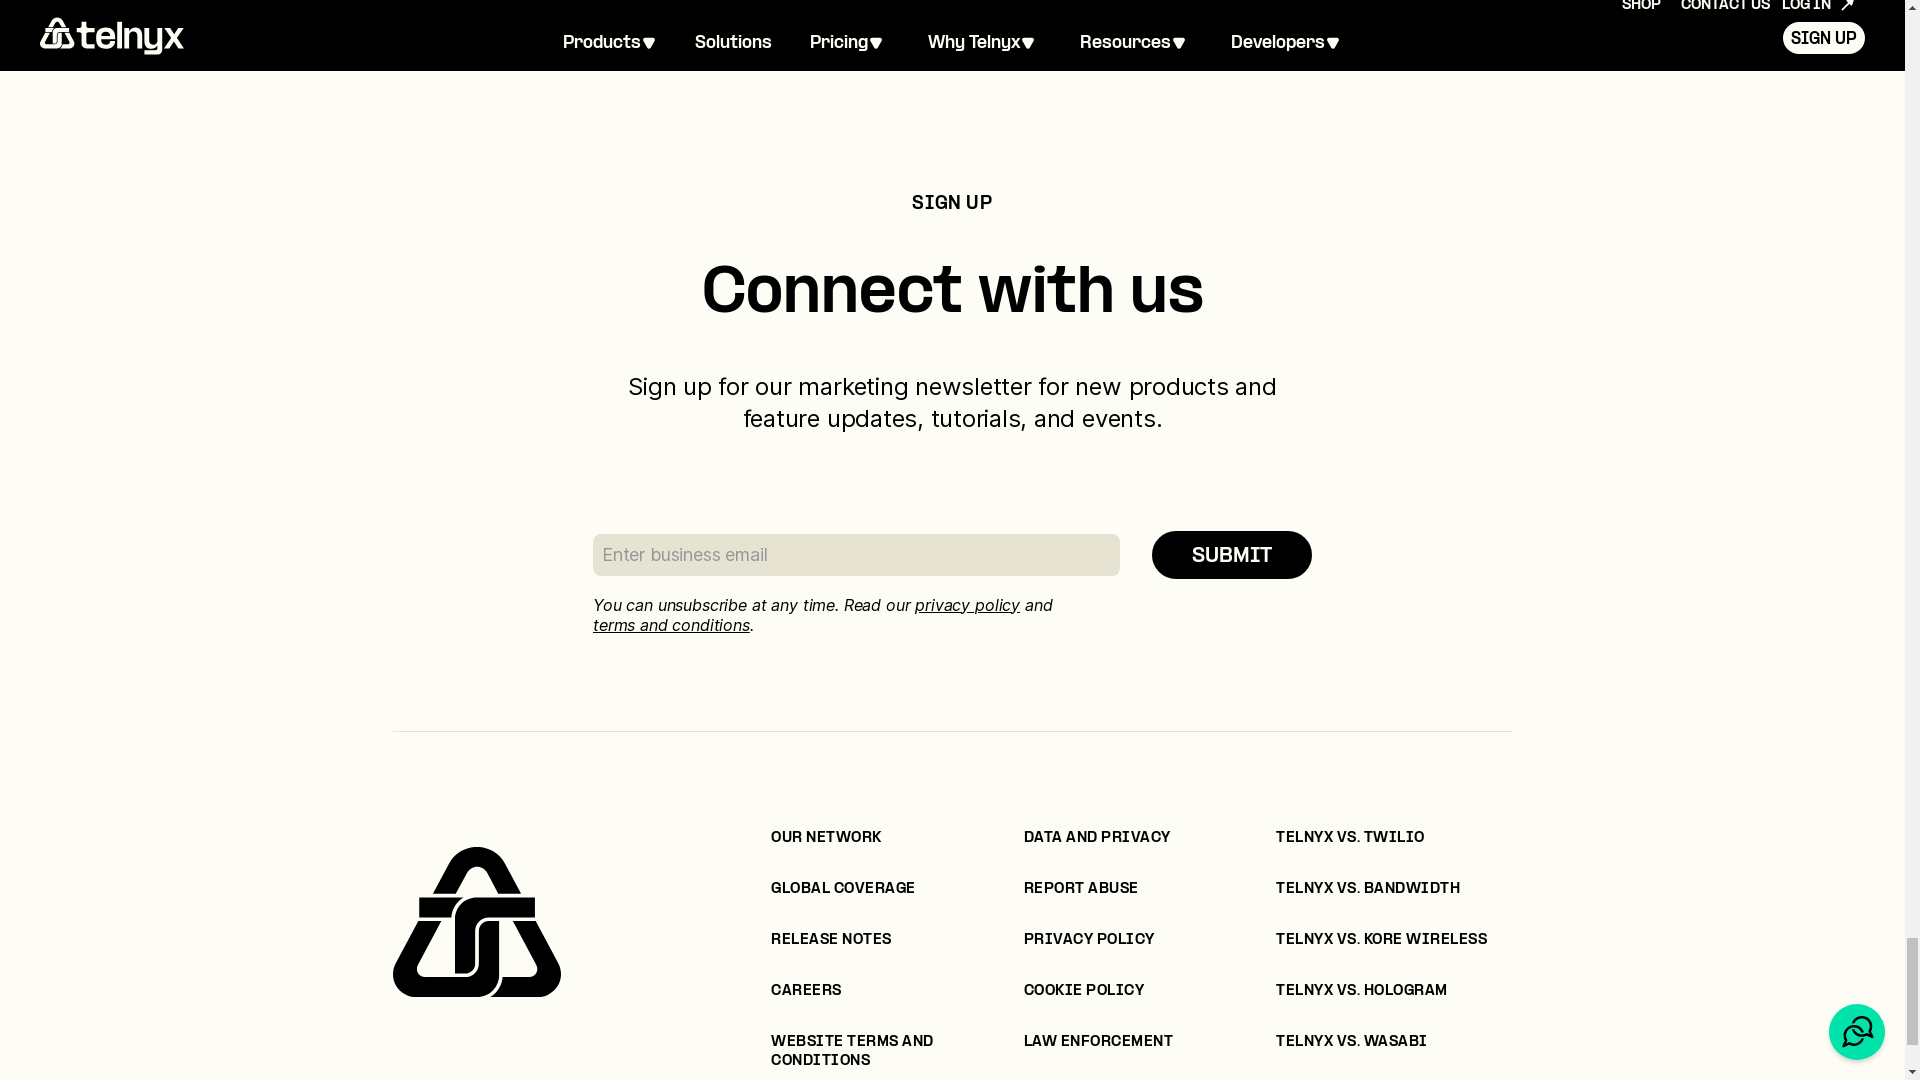 SHOP CONTACT US LOG IN
telnyx
Products Solutions Pricing Why Telnyx Resources Developers
SIGN UP
SIGN UP
Connect with us
Sign up for our marketing newsletter for new products and
feature updates, tutorials, and events.
Enter business email
SUBMIT
You can unsubscribe at any time. Read our privacy policy and
terms and conditions.
OUR NETWORK
GLOBAL COVERAGE
RELEASE NOTES
CAREERS
WEBSITE TERMS AND
CONDITIONS
DATA AND PRIVACY
REPORT ABUSE
PRIVACY POLICY
COOKIE POLICY
LAW ENFORCEMENT
TELNYX VS. TWILIO
TELNYX VS. BANDWIDTH
TELNYX VS. KORE WIRELESS
TELNYX VS. HOLOGRAM
TELNYX VS. WASABI